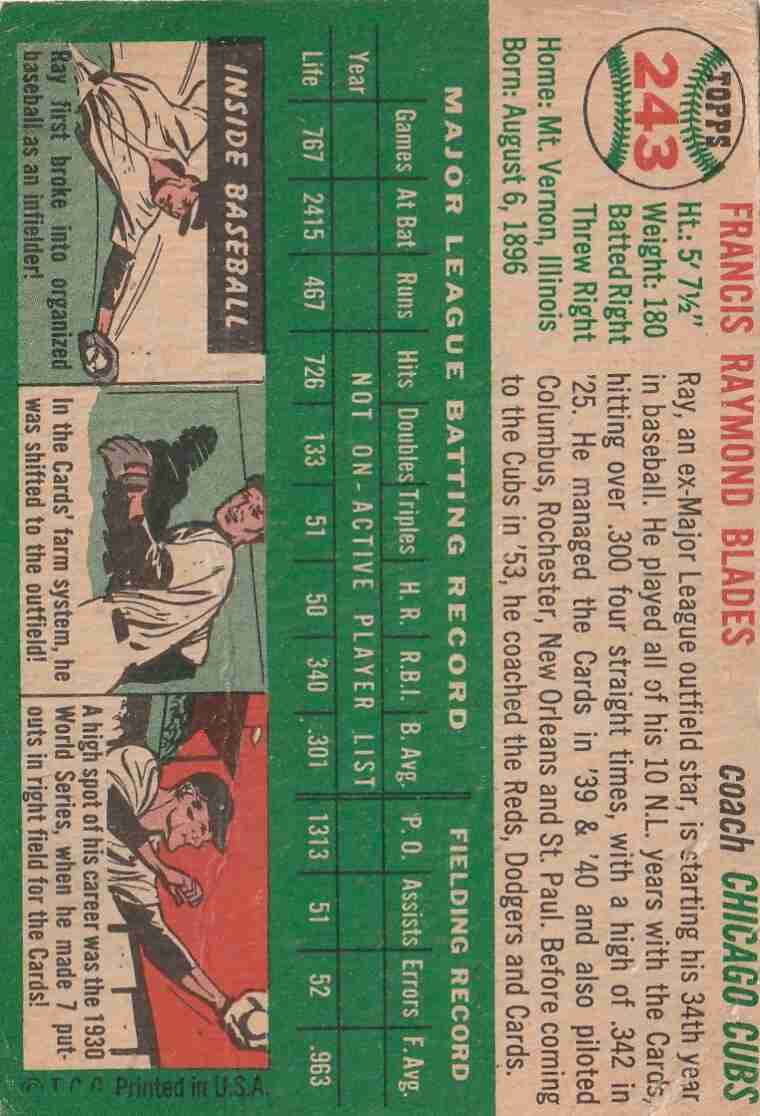 TOPPS
243
FRANCIS RAYMOND BLADES
coach CHICAGO CUBS
Ht.: 5' 7½"
Weight: 180
Batted Right
Threw Right
Home: Mt. Vernon, Illinois
Born: August 6, 1896
Ray, an ex-Major League outfield star, is starting his 34th year
in baseball. He played all of his 10 N.L. years with the Cards,
hitting over .300 four straight times, with a high of .342 in
'25. He managed the Cards in '39 & '40 and also piloted
Columbus, Rochester, New Orleans and St. Paul. Before coming
to the Cubs in '53, he coached the Reds, Dodgers and Cards.
MAJOR LEAGUE BATTING RECORD
FIELDING RECORD
Games At Bat Runs Hits Doubles Triples H. R. R.B.I. B. Avg. P. O. Assists Errors F. Avg.
Year NOT ON-ACTIVE PLAYER LIST
Life 767 2415 467 726 133 51 50 340 .301 1313 51 52 .963
INSIDE BASEBALL
Ray first broke into organized
baseball as an infielder!
In the Cards' farm system, he
was shifted to the outfield!
A high spot of his career was the 1930
World Series, when he made 7 put-
outs in right field for the Cards!
© T.C.G. Printed in U.S.A.